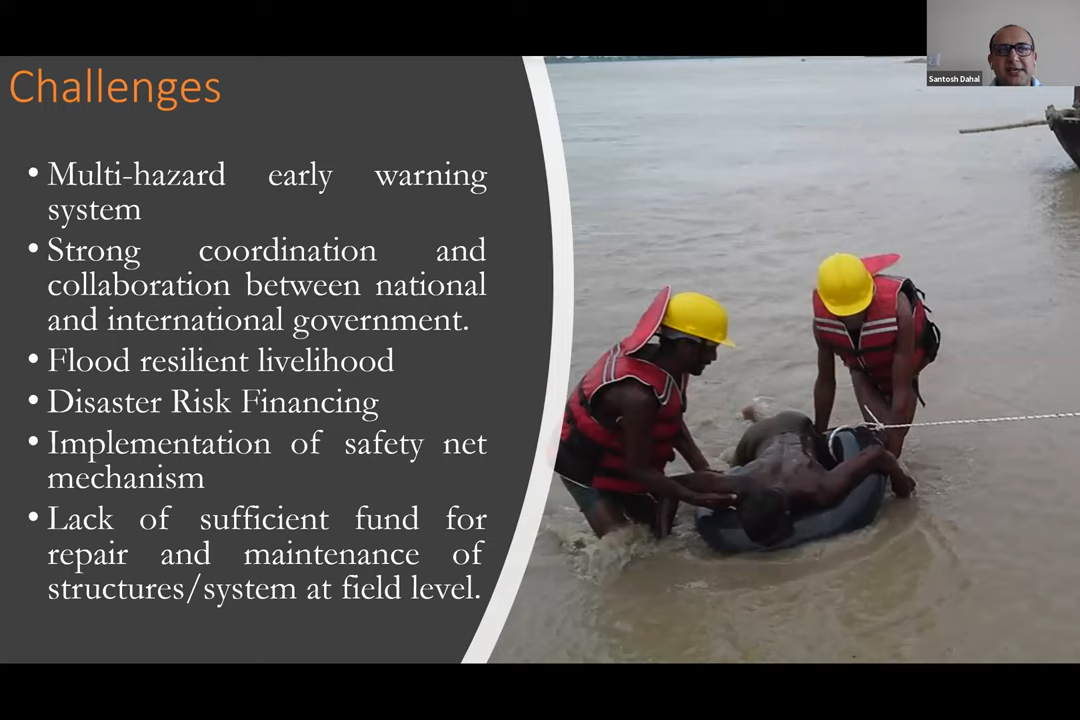 Challenges
• Multi-hazard early warning
system
• Strong coordination and
collaboration between national
and international government.
• Flood resilient livelihood
• Disaster Risk Financing
• Implementation of safety net
mechanism
• Lack of sufficient fund for
repair and maintenance of
structures/system at field level.
Santosh Dahal